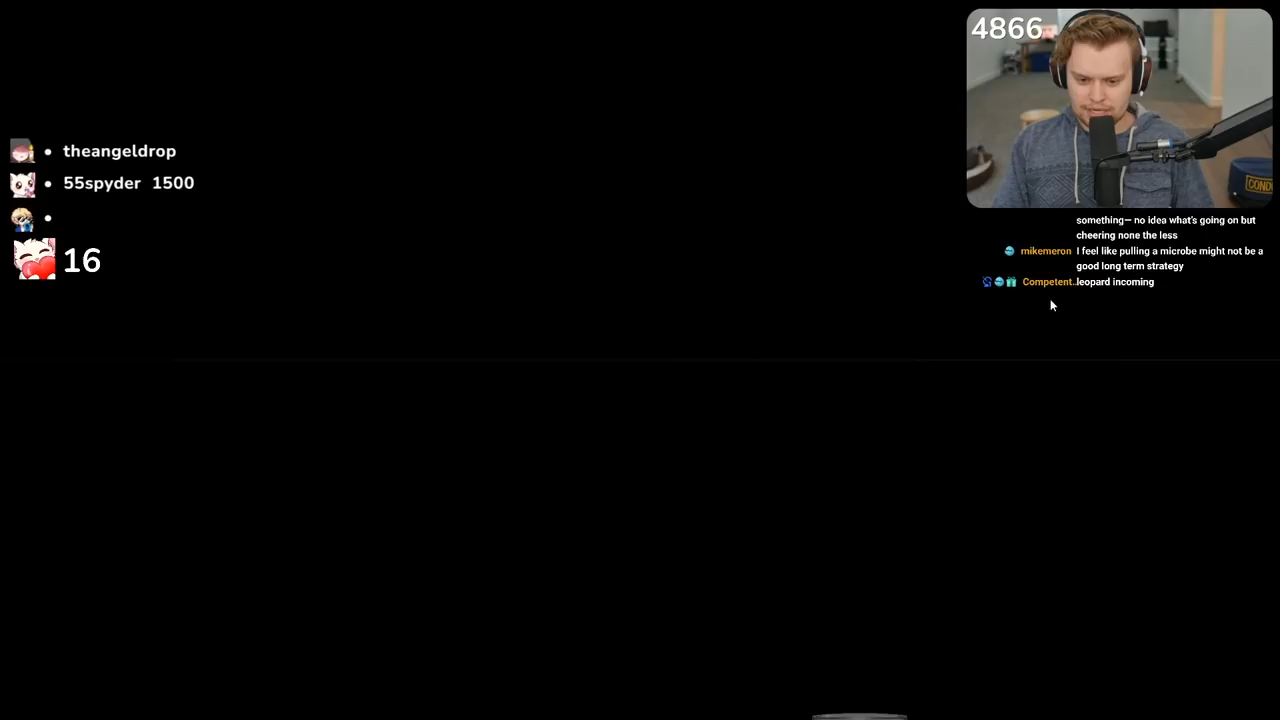 4866
theangeldrop
55spyder 1500
16
something— no idea what's going on but
cheering none the less
mikemeron I feel like pulling a microbe might not be a
good long term strategy
Competent.. leopard incoming